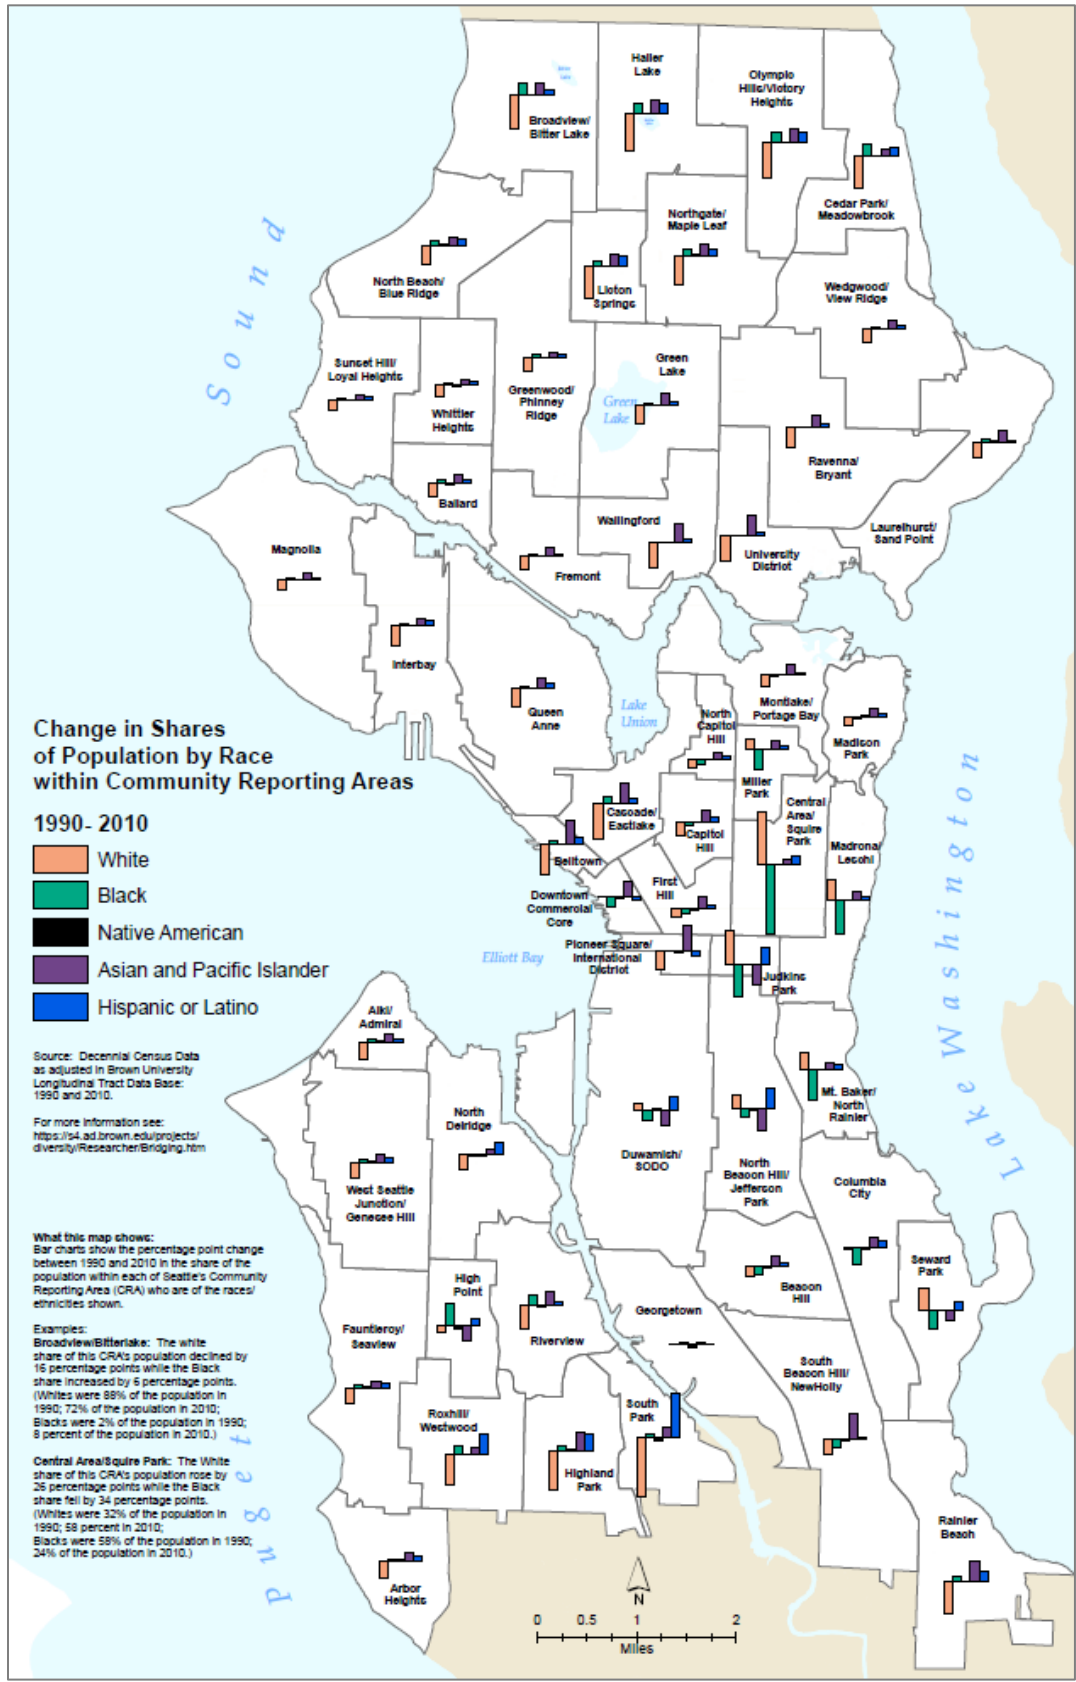 Haller
Lake
Olympic
Hills/Victory
Heights
Broadview/
Bitter Lake
Cedar Park/
Meadowbrook
Northgate/
Maple Leaf
North Beach/
Blue Ridge
Licton
Springs
Wedgwood/
View Ridge
Sunset Hill/
Loyal Heights
Whittier
Heights
Greenwood/
Phinney
Ridge
Green
Lake
Green
Lake
Ravenna/
Bryant
Ballard
Laurelhurst/
Sand Point
Wallingford
University
District
Fremont
Magnolia
Interbay
Queen
Anne
Lake
Union
Montlake/
Portage Bay
North
Capitol
Hill
Madison
Park
Miller
Park
Central
Area/
Squire
Park
Cascade/
Eastlake
Capitol
Hill
Madrona/
Leschi
Belltown
First
Hill
Downtown
Commercial
Core
Pioneer Square/
International
District
Judkins
Park
Elliott Bay
Sound
Lake Washington
Puget
Change in Shares
of Population by Race
within Community Reporting Areas
1990- 2010
White
Black
Native American
Asian and Pacific Islander
Hispanic or Latino
Source: Decennial Census Data
as adjusted in Brown University
Longitudinal Tract Data Base:
1990 and 2010.
For more information see:
https://s4.ad.brown.edu/projects/
diversity/Researcher/Bridging.htm
What this map shows:
Bar charts show the percentage point change
between 1990 and 2010 in the share of the
population within each of Seattle's Community
Reporting Area (CRA) who are of the races/
ethnicities shown.
Examples:
Broadview/Bitterlake: The white
share of this CRA's population declined by
16 percentage points while the Black
share increased by 6 percentage points.
(Whites were 88% of the population in
1990; 72% of the population in 2010;
Blacks were 2% of the population in 1990;
8 percent of the population in 2010.)
Central Area/Squire Park: The White
share of this CRA's population rose by
26 percentage points while the Black
share fell by 34 percentage points.
(Whites were 32% of the population in
1990; 58 percent in 2010;
Blacks were 58% of the population in 1990;
24% of the population in 2010.)
Alki/
Admiral
North
Delridge
West Seattle
Junction/
Genesee Hill
Duwamish/
SODO
North
Beacon Hill/
Jefferson
Park
Mt. Baker/
North
Rainier
Columbia
City
Seward
Park
Beacon
Hill
High
Point
Georgetown
Riverview
Fauntleroy/
Seaview
South
Beacon Hill/
NewHolly
Roxhill/
Westwood
South
Park
Highland
Park
Rainier
Beach
Arbor
Heights
N
0 0.5 1 2
Miles